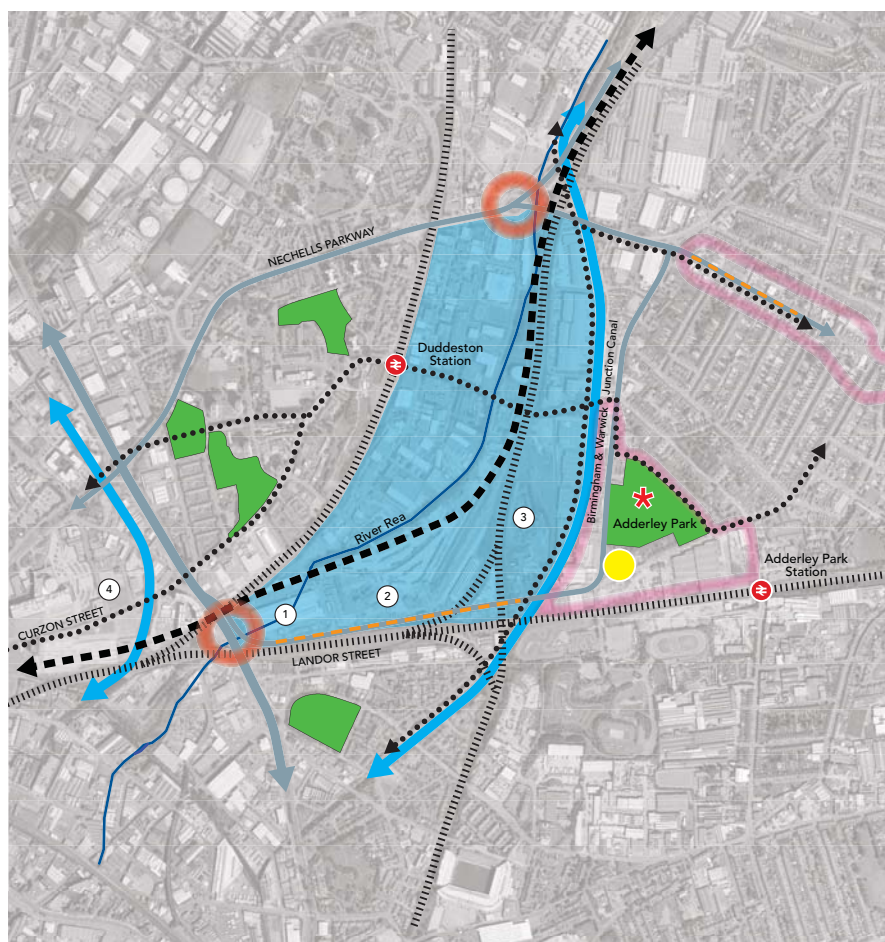 NECHELLS PARKWAY
Duddeston
Station
Birmingham & Warwick Junction Canal
River Rea
3
Adderley Park
Adderley Park
Station
4
2
1
CURZON STREET
LANDOR STREET